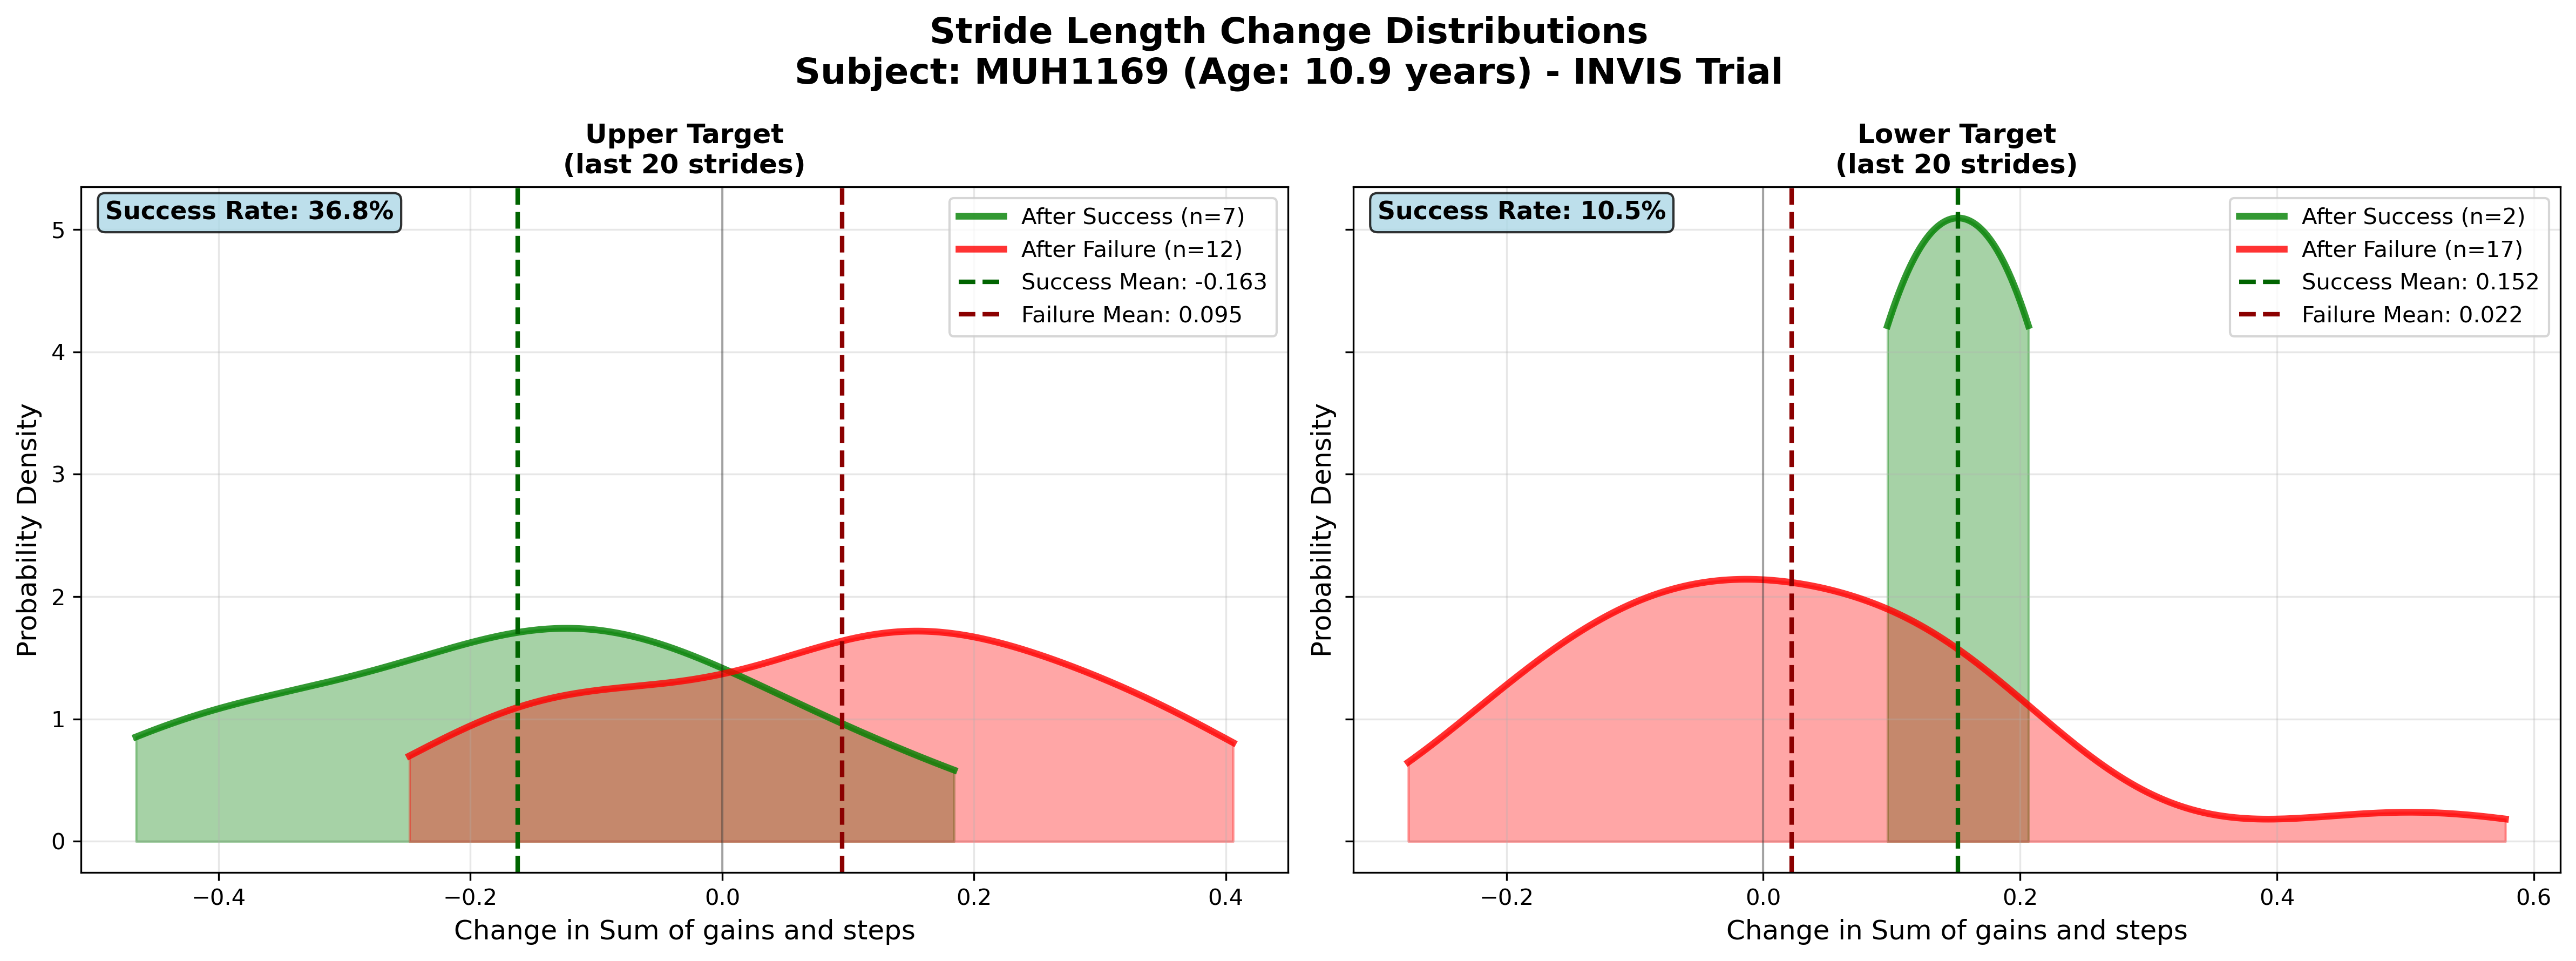 Stride Length Change Distributions
Subject: MUH1169 (Age: 10.9 years) - INVIS Trial
Upper Target
(last 20 strides)
Success Rate: 36.8%
After Success (n=7)
After Failure (n=12)
Success Mean: -0.163
Failure Mean: 0.095
Probability Density
5
4
3
2
1
0
−0.4
−0.2
0.0
0.2
0.4
Change in Sum of gains and steps
Lower Target
(last 20 strides)
Success Rate: 10.5%
After Success (n=2)
After Failure (n=17)
Success Mean: 0.152
Failure Mean: 0.022
Probability Density
−0.2
0.0
0.2
0.4
0.6
Change in Sum of gains and steps